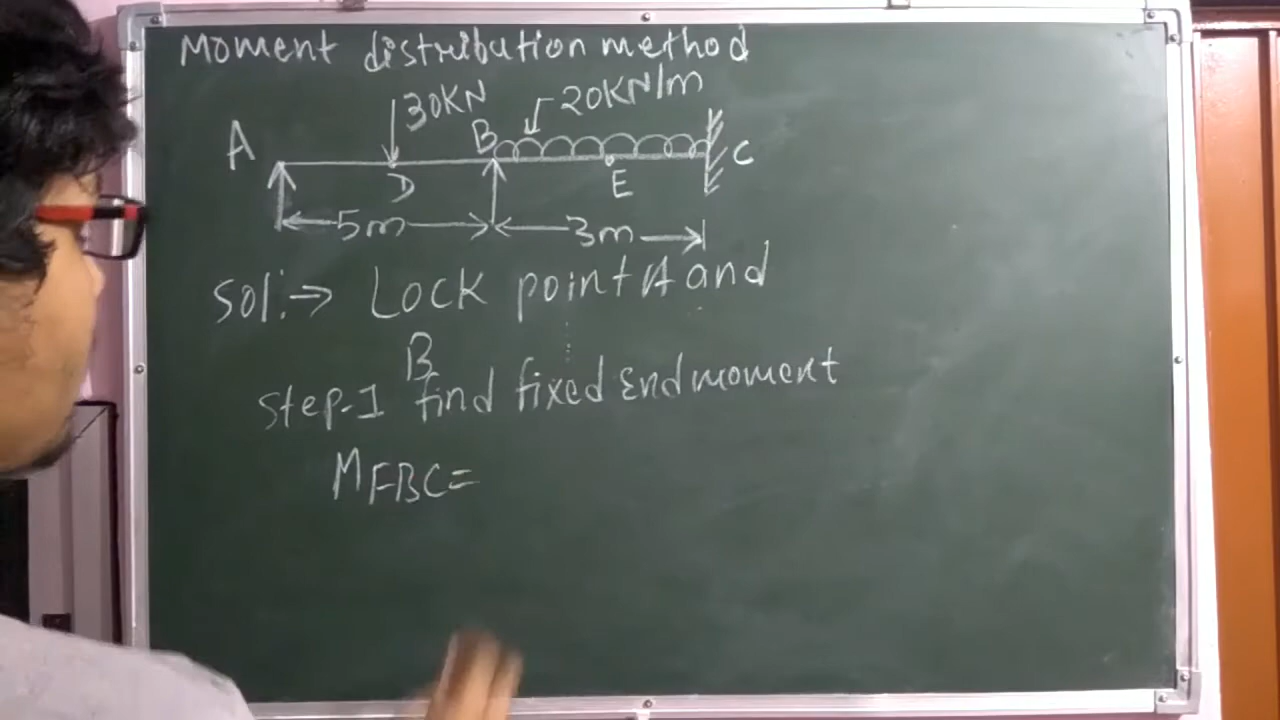 Moment distribution method
30KN
20KN/m
A
B
C
D
E
5m
3m
Sol:→ Lock point A and
B
Step-1 find fixed End moment
MFBC=